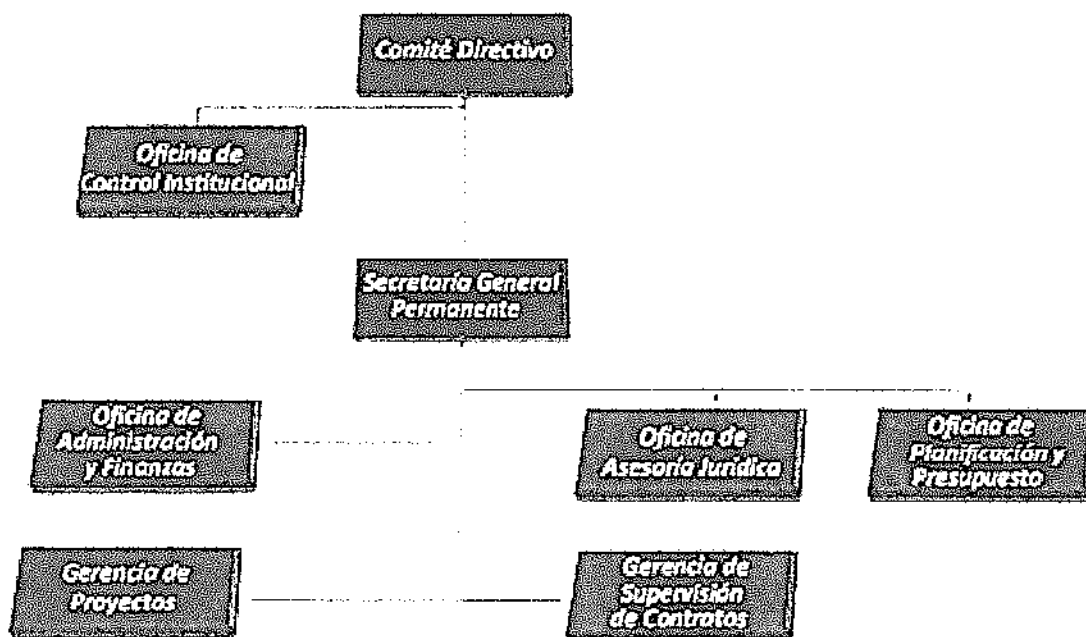 Comité Directivo
Oficina de
Control Institucional
Secretaría General
Permanente
Oficina de
Administración
y Finanzas
Oficina de
Asesoría Jurídica
Oficina de
Planificación y
Presupuesto
Gerencia de
Proyectos
Gerencia de
Supervisión
de Contratos